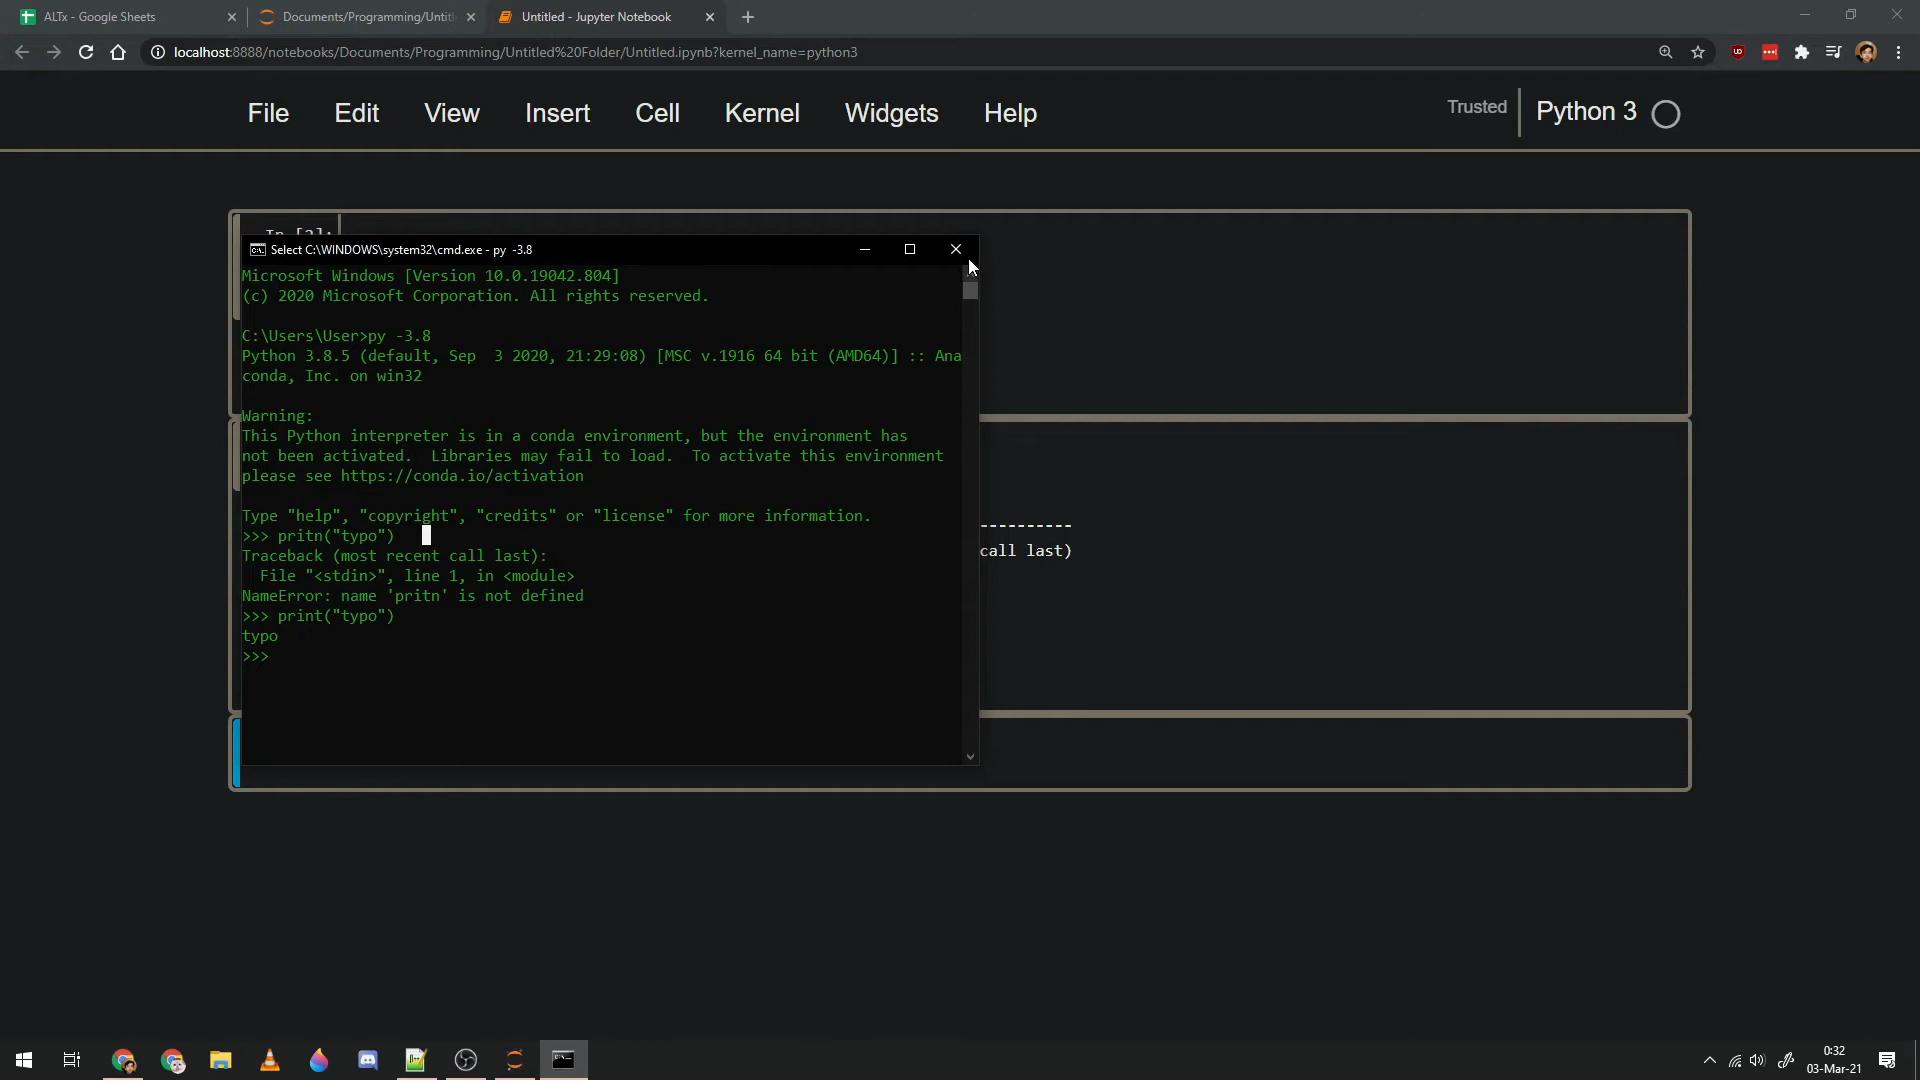 ALTx - Google Sheets
Documents/Programming/Untitl
Untitled - Jupyter Notebook
localhost:8888/notebooks/Documents/Programming/Untitled%20Folder/Untitled.ipynb?kernel_name=python3
File Edit View Insert Cell Kernel Widgets Help
Trusted
Python 3
In [2]:
Select C:\WINDOWS\system32\cmd.exe - py  -3.8
Microsoft Windows [Version 10.0.19042.804]
(c) 2020 Microsoft Corporation. All rights reserved.
C:\Users\User>py -3.8
Python 3.8.5 (default, Sep  3 2020, 21:29:08) [MSC v.1916 64 bit (AMD64)] :: Ana
conda, Inc. on win32
Warning:
This Python interpreter is in a conda environment, but the environment has
not been activated.  Libraries may fail to load.  To activate this environment
please see https://conda.io/activation
Type "help", "copyright", "credits" or "license" for more information.
>>> pritn("typo")
Traceback (most recent call last):
  File "<stdin>", line 1, in <module>
NameError: name 'pritn' is not defined
>>> print("typo")
typo
>>>
----------
call last)
0:32
03-Mar-21